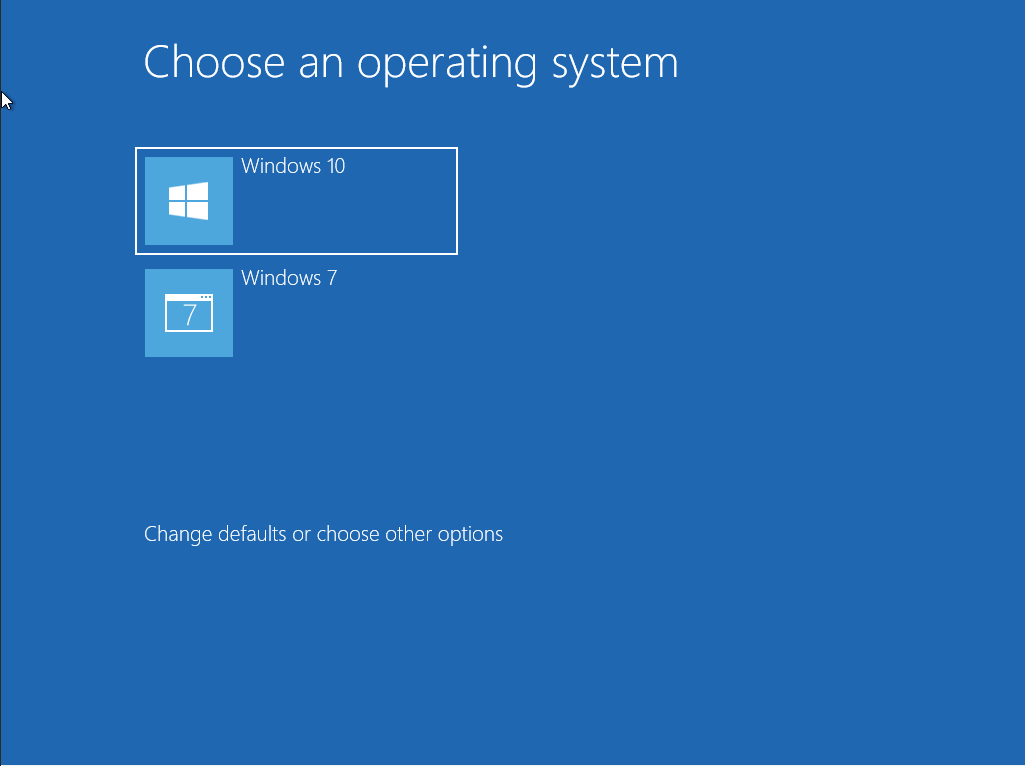 Choose an operating system
Windows 10
Windows 7
7
Change defaults or choose other options